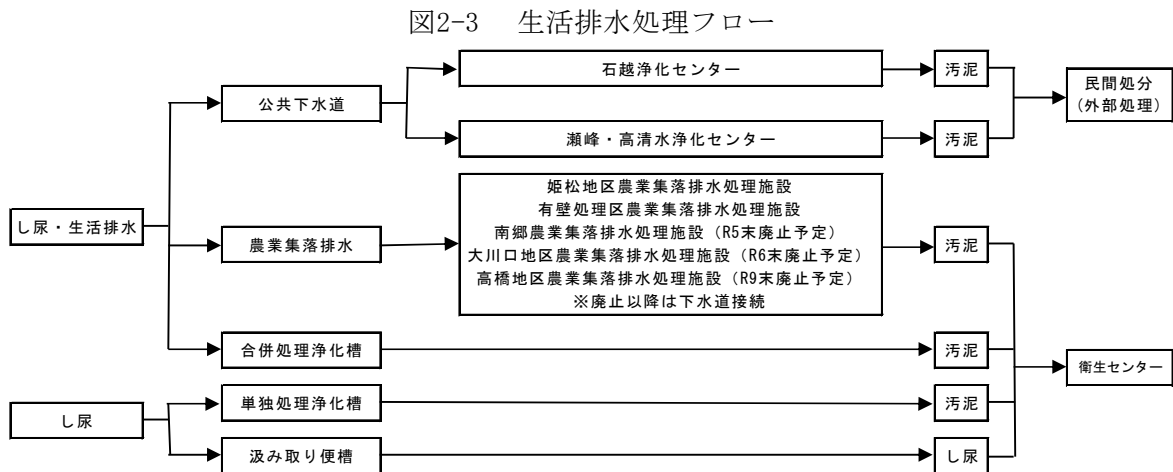 図2-3 生活排水処理フロー
石越浄化センター
汚泥
民間処分
(外部処理)
公共下水道
瀬峰・高清水浄化センター
汚泥
し尿・生活排水
農業集落排水
姫松地区農業集落排水処理施設
有壁処理区農業集落排水処理施設
南郷農業集落排水処理施設（R5末廃止予定）
大川口地区農業集落排水処理施設（R6末廃止予定）
高橋地区農業集落排水処理施設（R9末廃止予定）
※廃止以降は下水道接続
汚泥
合併処理浄化槽
汚泥
衛生センター
し尿
単独処理浄化槽
汚泥
汲み取り便槽
し尿